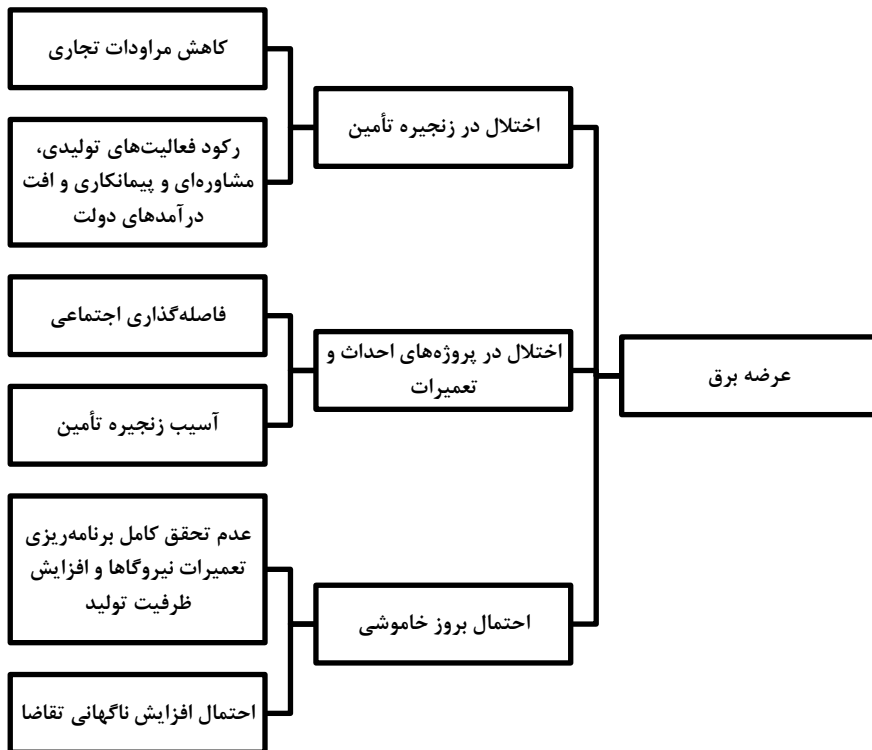 عرضه برق
اختلال در زنجیره تأمین
کاهش مراودات تجاری
رکود فعالیت‌های تولیدی،
مشاوره‌ای و پیمانکاری و افت
درآمدهای دولت
اختلال در پروژه‌های احداث و
تعمیرات
فاصله‌گذاری اجتماعی
آسیب زنجیره تأمین
احتمال بروز خاموشی
عدم تحقق کامل برنامه‌ریزی
تعمیرات نیروگاها و افزایش
ظرفیت تولید
احتمال افزایش ناگهانی تقاضا